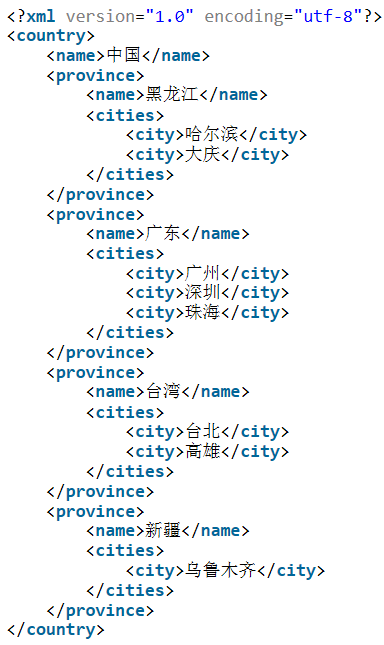 <?xml version="1.0" encoding="utf-8"?>
<country>
    <name>中国</name>
    <province>
        <name>黑龙江</name>
        <cities>
            <city>哈尔滨</city>
            <city>大庆</city>
        </cities>
    </province>
    <province>
        <name>广东</name>
        <cities>
            <city>广州</city>
            <city>深圳</city>
            <city>珠海</city>
        </cities>
    </province>
    <province>
        <name>台湾</name>
        <cities>
            <city>台北</city>
            <city>高雄</city>
        </cities>
    </province>
    <province>
        <name>新疆</name>
        <cities>
            <city>乌鲁木齐</city>
        </cities>
    </province>
</country>